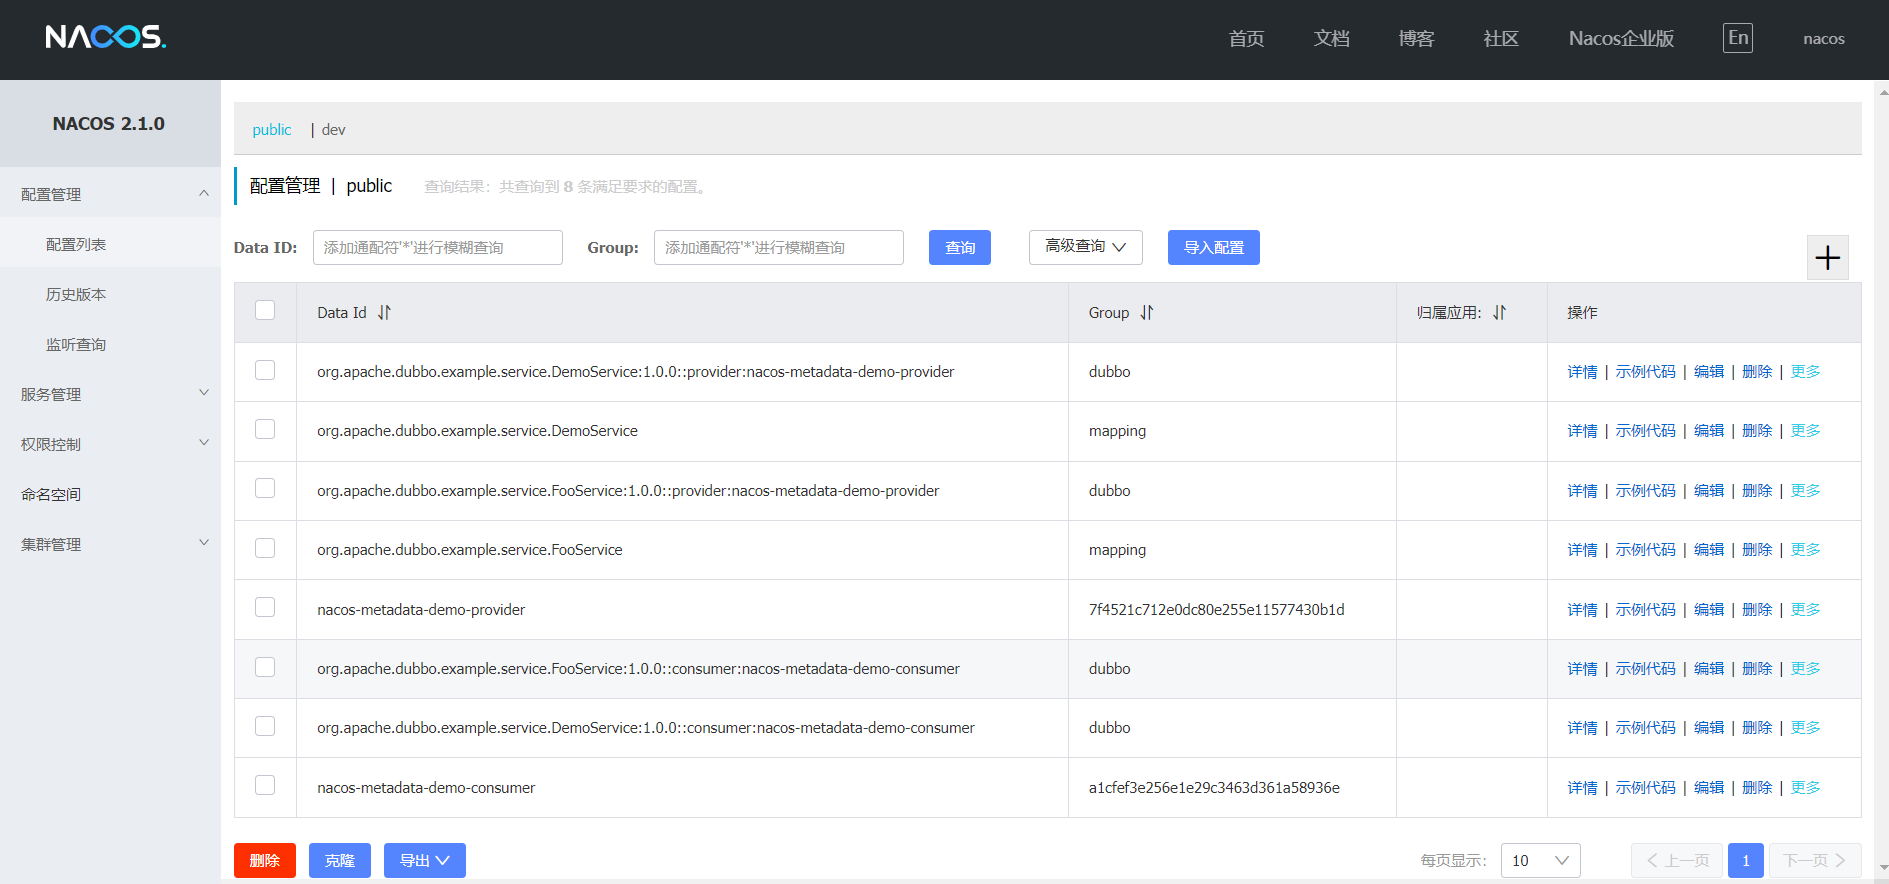 NACOS.
首页 文档 博客 社区 Nacos企业版 En nacos
NACOS 2.1.0
配置管理
配置列表
历史版本
监听查询
服务管理
权限控制
命名空间
集群管理
public | dev
配置管理 | public 查询结果：共查询到 8 条满足要求的配置。
Data ID: 添加通配符'*'进行模糊查询 Group: 添加通配符'*'进行模糊查询 查询 高级查询 导入配置
Data Id Group 归属应用: 操作
org.apache.dubbo.example.service.DemoService:1.0.0::provider:nacos-metadata-demo-provider dubbo 详情 | 示例代码 | 编辑 | 删除 | 更多
org.apache.dubbo.example.service.DemoService mapping 详情 | 示例代码 | 编辑 | 删除 | 更多
org.apache.dubbo.example.service.FooService:1.0.0::provider:nacos-metadata-demo-provider dubbo 详情 | 示例代码 | 编辑 | 删除 | 更多
org.apache.dubbo.example.service.FooService mapping 详情 | 示例代码 | 编辑 | 删除 | 更多
nacos-metadata-demo-provider 7f4521c712e0dc80e255e11577430b1d 详情 | 示例代码 | 编辑 | 删除 | 更多
org.apache.dubbo.example.service.FooService:1.0.0::consumer:nacos-metadata-demo-consumer dubbo 详情 | 示例代码 | 编辑 | 删除 | 更多
org.apache.dubbo.example.service.DemoService:1.0.0::consumer:nacos-metadata-demo-consumer dubbo 详情 | 示例代码 | 编辑 | 删除 | 更多
nacos-metadata-demo-consumer a1cfef3e256e1e29c3463d361a58936e 详情 | 示例代码 | 编辑 | 删除 | 更多
删除 克隆 导出 每页显示: 10 上一页 1 下一页